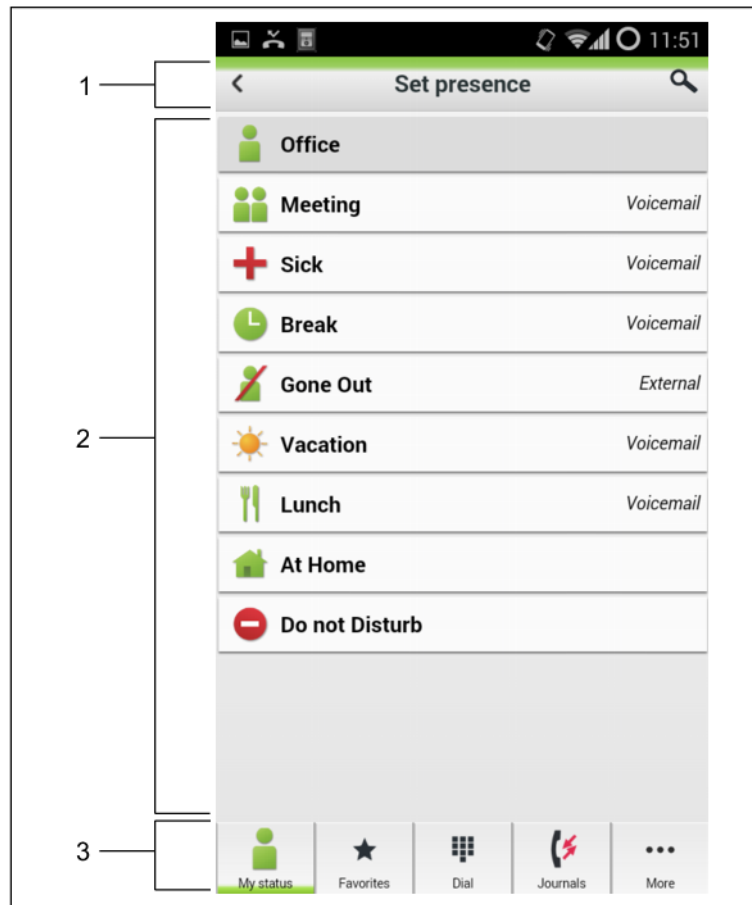 11:51
1
Set presence
Office
Meeting Voicemail
Sick Voicemail
Break Voicemail
Gone Out External
2
Vacation Voicemail
Lunch Voicemail
At Home
Do not Disturb
3
My status Favorites Dial Journals More